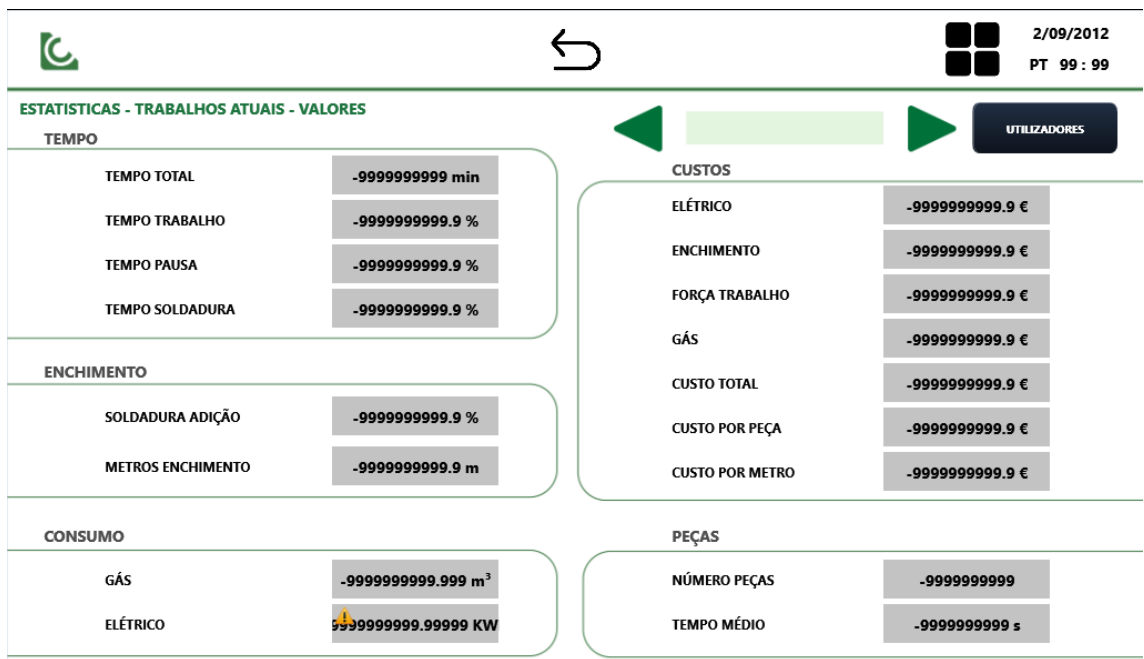 2/09/2012
PT 99 : 99
ESTATISTICAS - TRABALHOS ATUAIS - VALORES
UTILIZADORES
TEMPO
TEMPO TOTAL -9999999999 min
TEMPO TRABALHO -9999999999.9 %
TEMPO PAUSA -9999999999.9 %
TEMPO SOLDADURA -9999999999.9 %
ENCHIMENTO
SOLDADURA ADIÇÃO -9999999999.9 %
METROS ENCHIMENTO -9999999999.9 m
CONSUMO
GÁS -9999999999.999 m³
ELÉTRICO 9999999999.99999 KW
CUSTOS
ELÉTRICO -9999999999.9 €
ENCHIMENTO -9999999999.9 €
FORÇA TRABALHO -9999999999.9 €
GÁS -9999999999.9 €
CUSTO TOTAL -9999999999.9 €
CUSTO POR PEÇA -9999999999.9 €
CUSTO POR METRO -9999999999.9 €
PEÇAS
NÚMERO PEÇAS -9999999999
TEMPO MÉDIO -9999999999 s